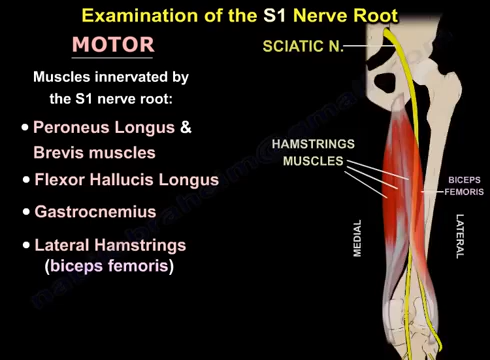 Examination of the S1 Nerve Root
MOTOR
Muscles innervated by
the S1 nerve root:
• Peroneus Longus &
Brevis muscles
• Flexor Hallucis Longus
• Gastrocnemius
• Lateral Hamstrings
(biceps femoris)
SCIATIC N.
HAMSTRINGS
MUSCLES
BICEPS
FEMORIS
MEDIAL
LATERAL